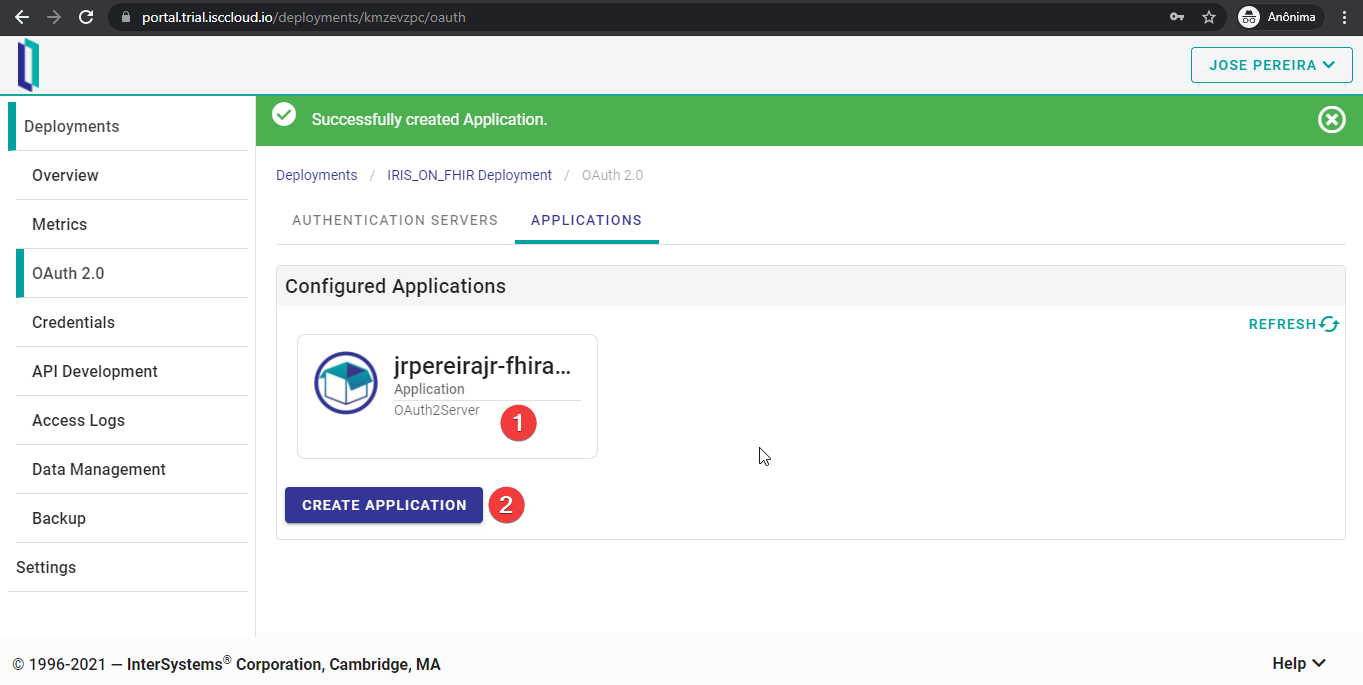 portal.trial.isccloud.io/deployments/kmzevzpc/oauth
Anônima
JOSE PEREIRA
Deployments
Overview
Metrics
OAuth 2.0
Credentials
API Development
Access Logs
Data Management
Backup
Settings
Successfully created Application.
Deployments / IRIS_ON_FHIR Deployment / OAuth 2.0
AUTHENTICATION SERVERS APPLICATIONS
Configured Applications
REFRESH
jrpereirajr-fhira...
Application
OAuth2Server
1
CREATE APPLICATION 2
© 1996-2021 — InterSystems® Corporation, Cambridge, MA
Help